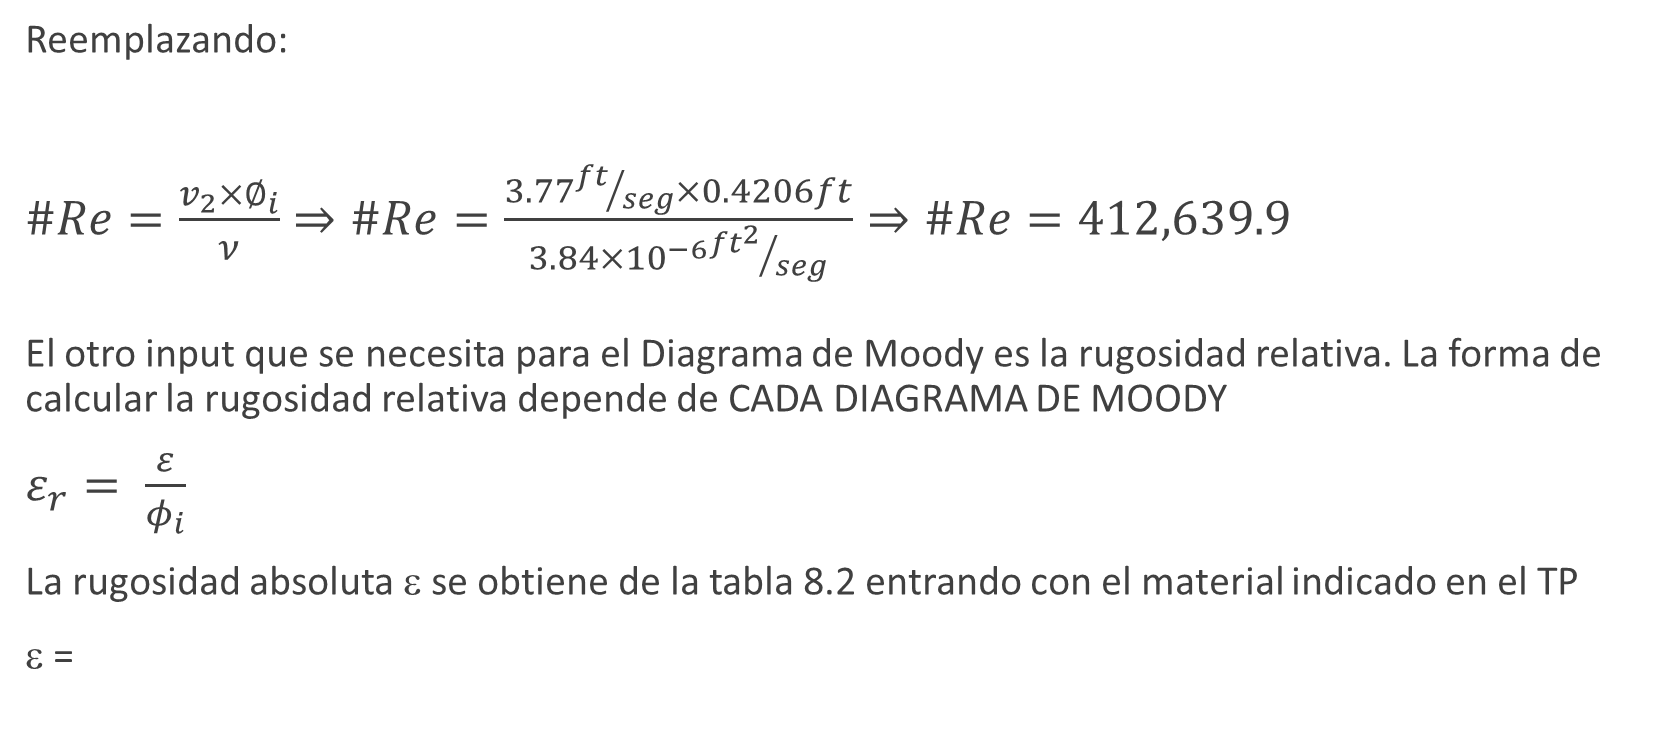 Reemplazando:
#Re = v₂×∅ᵢ/ν ⇒ #Re = 3.77 ft/seg×0.4206ft / 3.84×10⁻⁶ ft²/seg ⇒ #Re = 412,639.9
El otro input que se necesita para el Diagrama de Moody es la rugosidad relativa. La forma de
calcular la rugosidad relativa depende de CADA DIAGRAMA DE MOODY
εᵣ = ε/ϕᵢ
La rugosidad absoluta ε se obtiene de la tabla 8.2 entrando con el material indicado en el TP
ε =